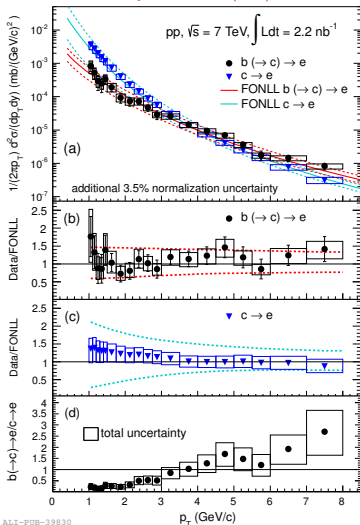 pp, √s = 7 TeV, ∫Ldt = 2.2 nb⁻¹
b (→ c) → e
c → e
FONLL b (→ c) → e
FONLL c → e
1/(2πp_T) d²σ/(dp_Tdy) (mb/(GeV/c)²)
10⁻²
10⁻³
10⁻⁴
10⁻⁵
10⁻⁶
10⁻⁷
(a)
additional 3.5% normalization uncertainty
Data/FONLL
2.5
2
1.5
1
0.5
(b)
b (→ c) → e
Data/FONLL
2.5
2
1.5
1
0.5
(c)
c → e
b(→c)→e/c→e
4
3.5
3
2.5
2
1.5
1
0.5
(d)
total uncertainty
0 1 2 3 4 5 6 7 8
p_T (GeV/c)
ALI-PUB-39830